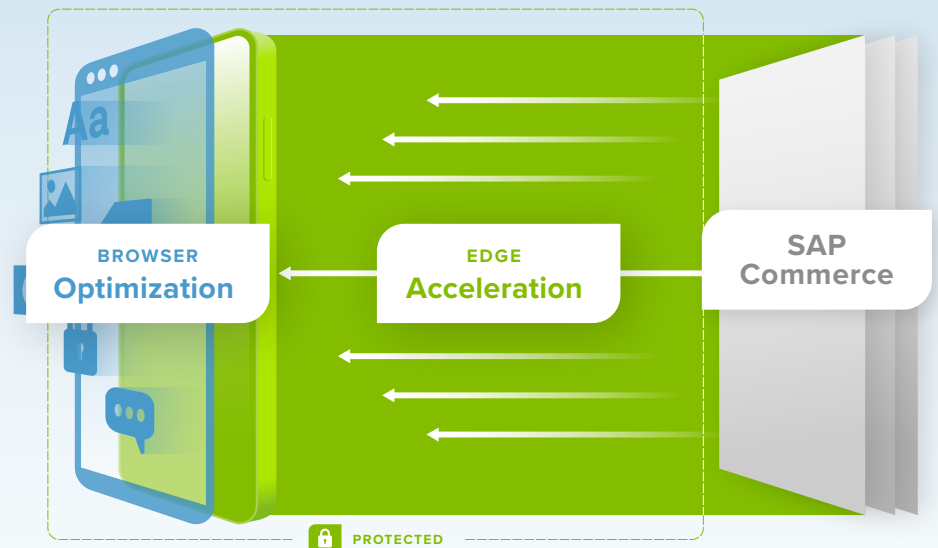 Aa
BROWSER
Optimization
EDGE
Acceleration
SAP
Commerce
PROTECTED